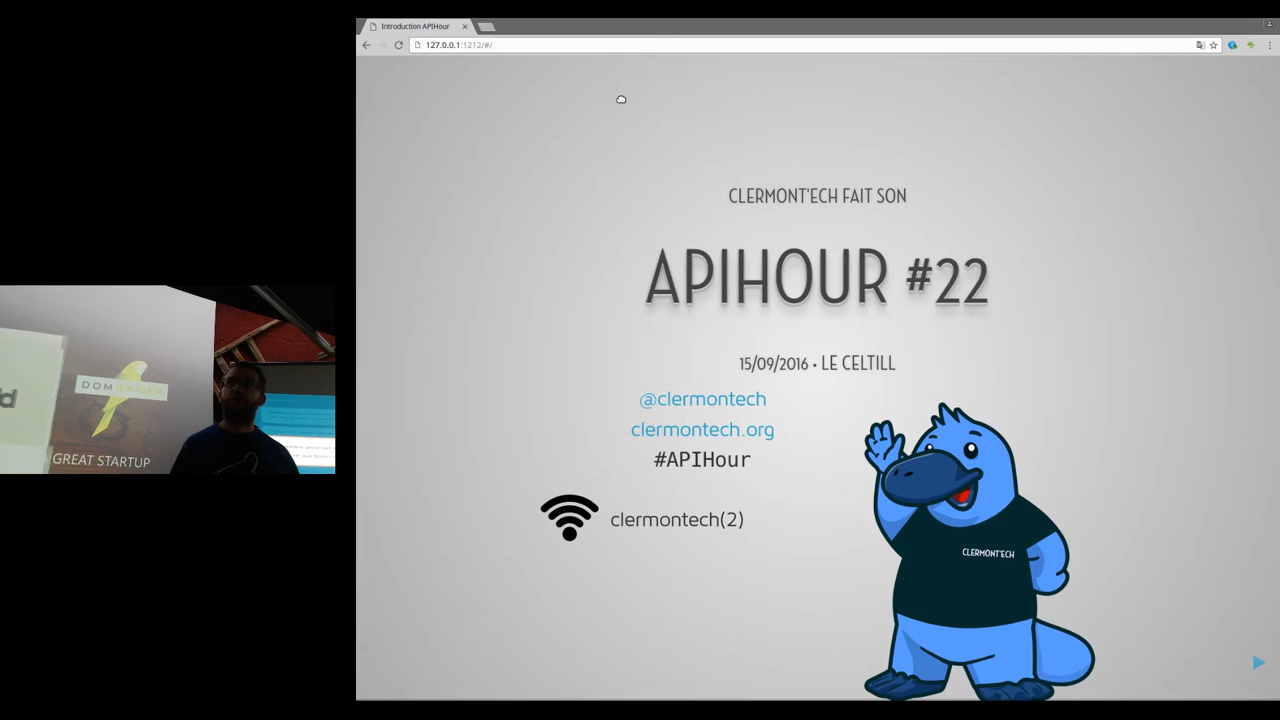 Introduction APIHour
127.0.0.1:1212/#/
CLERMONT'ECH FAIT SON
APIHOUR #22
15/09/2016 • LE CELTILL
@clermontech
clermontech.org
#APIHour
clermontech(2)
CLERMONT'ECH
DOMRAIDER
GREAT STARTUP